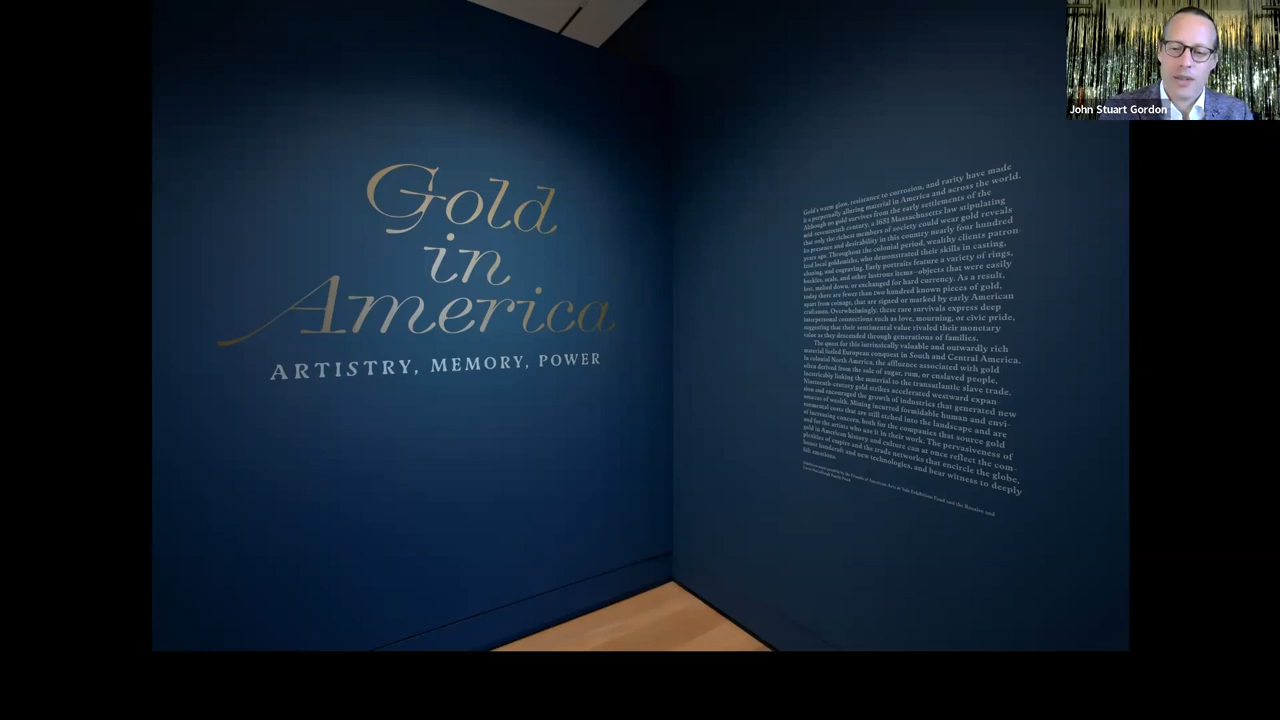 Gold
in
America
ARTISTRY, MEMORY, POWER
Gold's warm glow, resistance to corrosion, and rarity have made
it a perpetually alluring material in America and across the world.
Although no gold survives from the early settlements of the
mid-seventeenth century, a 1651 Massachusetts law stipulating
that only the richest members of society could wear gold reveals
its presence and desirability in this country nearly four hundred
years ago. Throughout the colonial period, wealthy clients patron-
ized local goldsmiths, who demonstrated their skills in casting,
chasing, and engraving. Early portraits feature a variety of rings,
buckles, seals, and other lustrous items—objects that were easily
lost, melted down, or exchanged for hard currency. As a result,
today there are fewer than two hundred known pieces of gold,
apart from coinage, that are signed or marked by early American
craftsmen. Overwhelmingly, these rare survivals express deep
interpersonal connections such as love, mourning, or civic pride,
suggesting that their sentimental value rivaled their monetary
value as they descended through generations of families.
The quest for this intrinsically valuable and outwardly rich
material fueled European conquest in South and Central America.
In colonial North America, the affluence associated with gold
often derived from the sale of sugar, rum, or enslaved people,
inextricably linking the material to the transatlantic slave trade.
Nineteenth-century gold strikes accelerated westward expan-
sion and encouraged the growth of industries that generated new
sources of wealth. Mining incurred formidable human and envi-
ronmental costs that are still etched into the landscape and are
of increasing concern, both for the companies that source gold
and for the artists who use it in their work. The pervasiveness of
gold in American history and culture can at once reflect the com-
plexities of empire and the trade networks that encircle the globe,
honor handcraft and new technologies, and bear witness to deeply
felt emotions.
Exhibition made possible by the Friends of American Arts at Yale Exhibition Fund and the
John Stuart Gordon